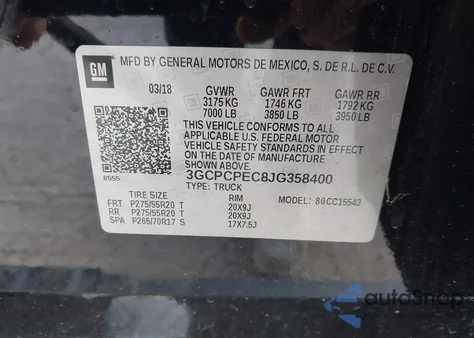 GM
MFD BY GENERAL MOTORS DE MEXICO, S. DE R.L. DE C.V.
03/18 GVWR GAWR FRT GAWR RR
3175 KG 1746 KG 1792 KG
7000 LB 3850 LB 3950 LB
THIS VEHICLE CONFORMS TO ALL
APPLICABLE U.S. FEDERAL MOTOR
VEHICLE SAFETY STANDARDS IN EFFECT
ON THE DATE OF MANUFACTURE SHOWN ABOVE.
8555
3GCPCPEC8JG358400
TYPE: TRUCK
MODEL: 80CC15543
TIRE SIZE RIM
FRT P275/55R20 T 20X9J
RR P275/55R20 T 20X9J
SP P265/70R17 S 17X7.5J
autoSnap